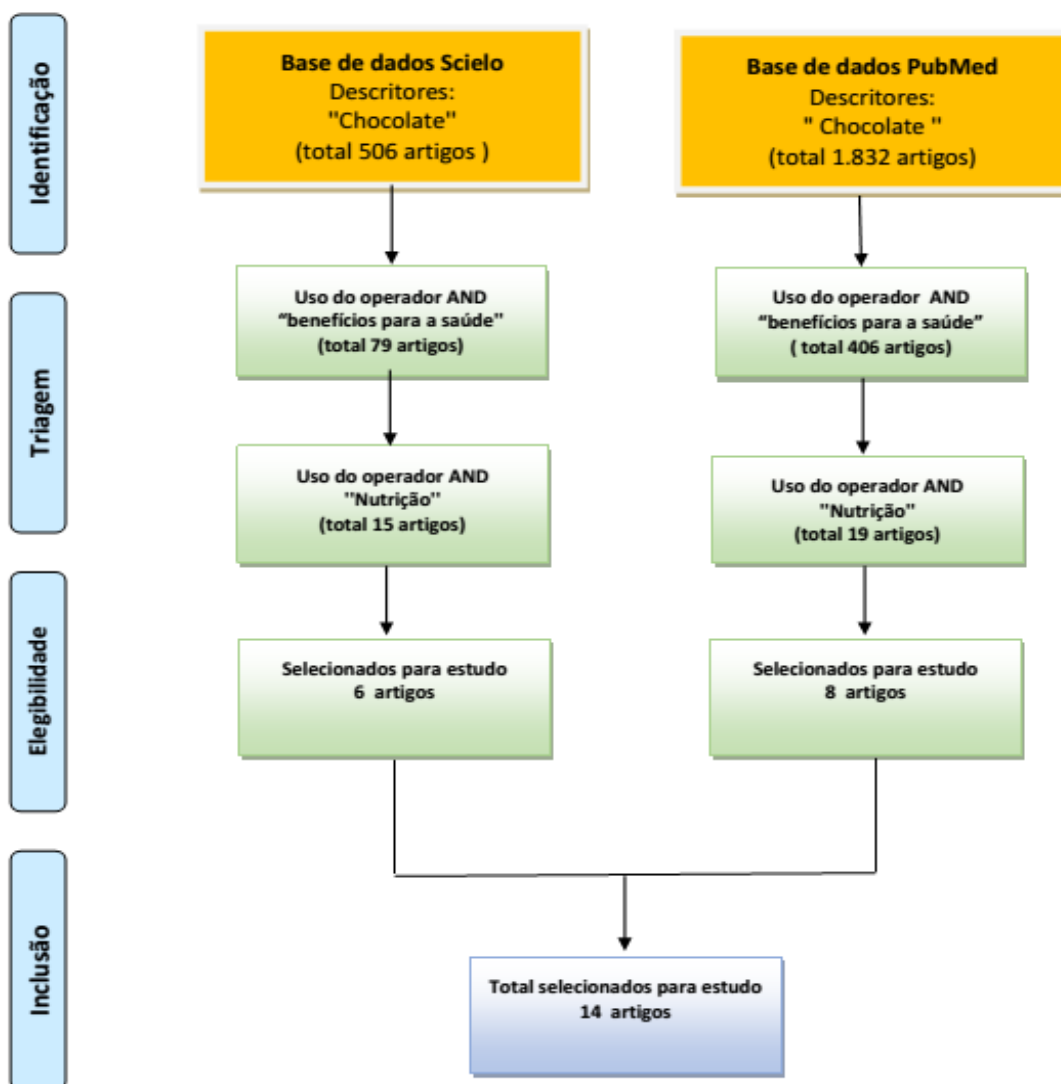 Identificação
Base de dados Scielo
Descritores:
"Chocolate"
(total 506 artigos )
Base de dados PubMed
Descritores:
" Chocolate "
(total 1.832 artigos)
Triagem
Uso do operador AND
“benefícios para a saúde"
(total 79 artigos)
Uso do operador  AND
“benefícios para a saúde”
( total 406 artigos)
Uso do operador AND
"Nutrição"
(total 15 artigos)
Uso do operador AND
"Nutrição"
(total 19 artigos)
Elegibilidade
Selecionados para estudo
6  artigos
Selecionados para estudo
8  artigos
Inclusão
Total selecionados para estudo
14  artigos